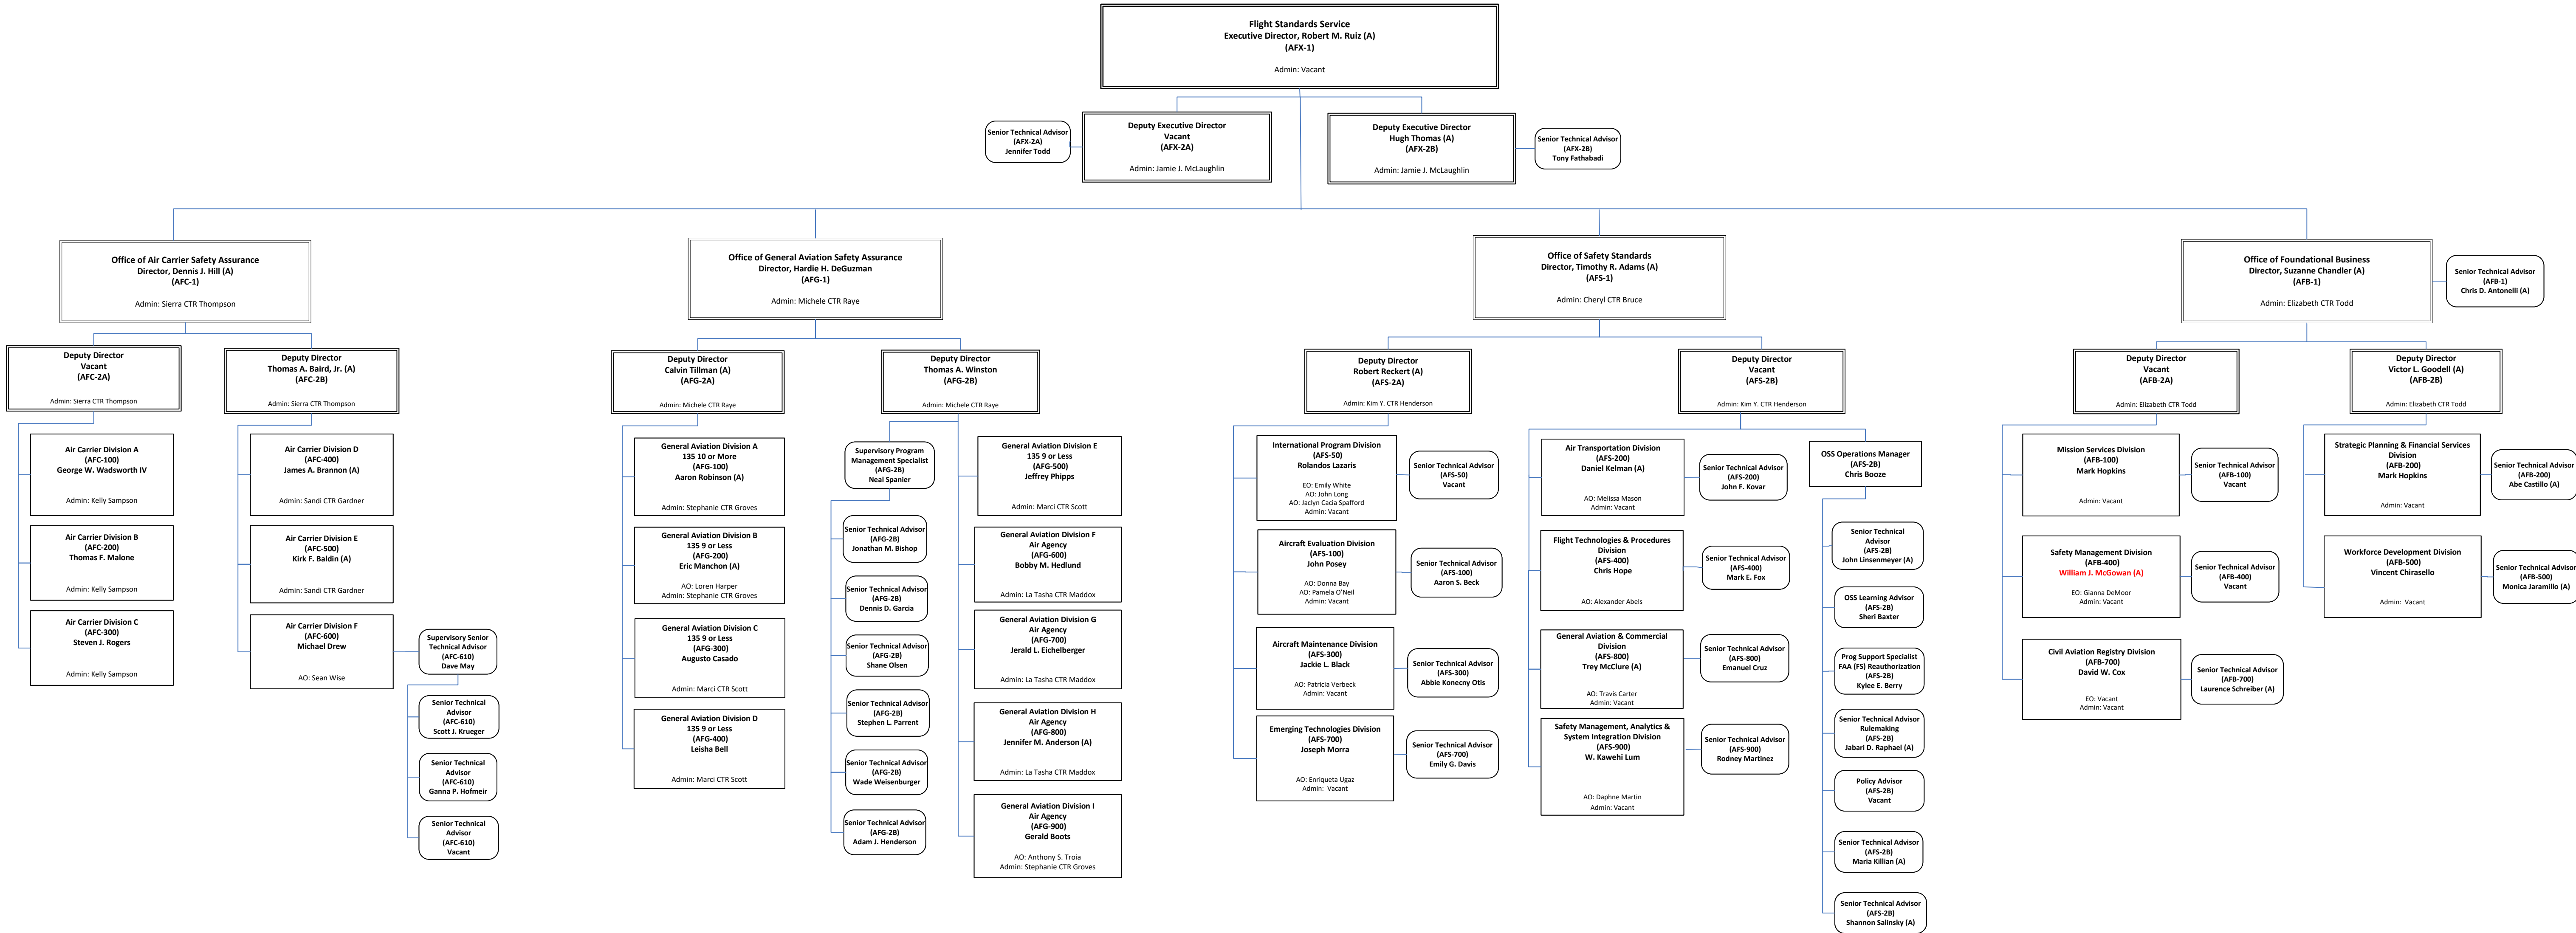 Flight Standards Service
Executive Director, Robert M. Ruiz (A)
(AFX-1)
Admin: Vacant
Senior Technical Advisor
(AFX-2A)
Jennifer Todd
Deputy Executive Director
Vacant
(AFX-2A)
Admin: Jamie J. McLaughlin
Deputy Executive Director
Hugh Thomas (A)
(AFX-2B)
Admin: Jamie J. McLaughlin
Senior Technical Advisor
(AFX-2B)
Tony Fathabadi
Office of Air Carrier Safety Assurance
Director, Dennis J. Hill (A)
(AFC-1)
Admin: Sierra CTR Thompson
Deputy Director
Vacant
(AFC-2A)
Admin: Sierra CTR Thompson
Air Carrier Division A
(AFC-100)
George W. Wadsworth IV
Admin: Kelly Sampson
Air Carrier Division B
(AFC-200)
Thomas F. Malone
Admin: Kelly Sampson
Air Carrier Division C
(AFC-300)
Steven J. Rogers
Admin: Kelly Sampson
Deputy Director
Thomas A. Baird, Jr. (A)
(AFC-2B)
Admin: Sierra CTR Thompson
Air Carrier Division D
(AFC-400)
James A. Brannon (A)
Admin: Sandi CTR Gardner
Air Carrier Division E
(AFC-500)
Kirk F. Baldin (A)
Admin: Sandi CTR Gardner
Air Carrier Division F
(AFC-600)
Michael Drew
AO: Sean Wise
Supervisory Senior
Technical Advisor
(AFC-610)
Dave May
Senior Technical
Advisor
(AFC-610)
Scott J. Krueger
Senior Technical
Advisor
(AFC-610)
Ganna P. Hofmeir
Senior Technical
Advisor
(AFC-610)
Vacant
Office of General Aviation Safety Assurance
Director, Hardie H. DeGuzman
(AFG-1)
Admin: Michele CTR Raye
Deputy Director
Calvin Tillman (A)
(AFG-2A)
Admin: Michele CTR Raye
General Aviation Division A
135 10 or More
(AFG-100)
Aaron Robinson (A)
Admin: Stephanie CTR Groves
General Aviation Division B
135 9 or Less
(AFG-200)
Eric Manchon (A)
AO: Loren Harper
Admin: Stephanie CTR Groves
General Aviation Division C
135 9 or Less
(AFG-300)
Augusto Casado
Admin: Marci CTR Scott
General Aviation Division D
135 9 or Less
(AFG-400)
Leisha Bell
Admin: Marci CTR Scott
Deputy Director
Thomas A. Winston
(AFG-2B)
Admin: Michele CTR Raye
Supervisory Program
Management Specialist
(AFG-2B)
Neal Spanier
Senior Technical Advisor
(AFG-2B)
Jonathan M. Bishop
Senior Technical Advisor
(AFG-2B)
Dennis D. Garcia
Senior Technical Advisor
(AFG-2B)
Shane Olsen
Senior Technical Advisor
(AFG-2B)
Stephen L. Parrent
Senior Technical Advisor
(AFG-2B)
Wade Weisenburger
Senior Technical Advisor
(AFG-2B)
Adam J. Henderson
General Aviation Division E
135 9 or Less
(AFG-500)
Jeffrey Phipps
Admin: Marci CTR Scott
General Aviation Division F
Air Agency
(AFG-600)
Bobby M. Hedlund
Admin: La Tasha CTR Maddox
General Aviation Division G
Air Agency
(AFG-700)
Jerald L. Eichelberger
Admin: La Tasha CTR Maddox
General Aviation Division H
Air Agency
(AFG-800)
Jennifer M. Anderson (A)
Admin: La Tasha CTR Maddox
General Aviation Division I
Air Agency
(AFG-900)
Gerald Boots
AO: Anthony S. Troia
Admin: Stephanie CTR Groves
Office of Safety Standards
Director, Timothy R. Adams (A)
(AFS-1)
Admin: Cheryl CTR Bruce
Deputy Director
Robert Reckert (A)
(AFS-2A)
Admin: Kim Y. CTR Henderson
International Program Division
(AFS-50)
Rolandos Lazaris
EO: Emily White
AO: John Long
AO: Jaclyn Cacia Spafford
Admin: Vacant
Senior Technical Advisor
(AFS-50)
Vacant
Aircraft Evaluation Division
(AFS-100)
John Posey
AO: Donna Bay
AO: Pamela O'Neil
Admin: Vacant
Senior Technical Advisor
(AFS-100)
Aaron S. Beck
Aircraft Maintenance Division
(AFS-300)
Jackie L. Black
AO: Patricia Verbeck
Admin: Vacant
Senior Technical Advisor
(AFS-300)
Abbie Konecny Otis
Emerging Technologies Division
(AFS-700)
Joseph Morra
AO: Enriqueta Ugaz
Admin: Vacant
Senior Technical Advisor
(AFS-700)
Emily G. Davis
Deputy Director
Vacant
(AFS-2B)
Admin: Kim Y. CTR Henderson
Air Transportation Division
(AFS-200)
Daniel Kelman (A)
AO: Melissa Mason
Admin: Vacant
Senior Technical Advisor
(AFS-200)
John F. Kovar
Flight Technologies & Procedures
Division
(AFS-400)
Chris Hope
AO: Alexander Abels
Senior Technical Advisor
(AFS-400)
Mark E. Fox
General Aviation & Commercial
Division
(AFS-800)
Trey McClure (A)
AO: Travis Carter
Admin: Vacant
Senior Technical Advisor
(AFS-800)
Emanuel Cruz
Safety Management, Analytics &
System Integration Division
(AFS-900)
W. Kawehi Lum
AO: Daphne Martin
Admin: Vacant
Senior Technical Advisor
(AFS-900)
Rodney Martinez
OSS Operations Manager
(AFS-2B)
Chris Booze
Senior Technical
Advisor
(AFS-2B)
John Linsenmeyer (A)
OSS Learning Advisor
(AFS-2B)
Sheri Baxter
Prog Support Specialist
FAA (FS) Reauthorization
(AFS-2B)
Kylee E. Berry
Senior Technical Advisor
Rulemaking
(AFS-2B)
Jabari D. Raphael (A)
Policy Advisor
(AFS-2B)
Vacant
Senior Technical Advisor
(AFS-2B)
Maria Killian (A)
Senior Technical Advisor
(AFS-2B)
Shannon Salinsky (A)
Office of Foundational Business
Director, Suzanne Chandler (A)
(AFB-1)
Admin: Elizabeth CTR Todd
Senior Technical Advisor
(AFB-1)
Chris D. Antonelli (A)
Deputy Director
Vacant
(AFB-2A)
Admin: Elizabeth CTR Todd
Mission Services Division
(AFB-100)
Mark Hopkins
Admin: Vacant
Senior Technical Advisor
(AFB-100)
Vacant
Safety Management Division
(AFB-400)
William J. McGowan (A)
EO: Gianna DeMoor
Admin: Vacant
Senior Technical Advisor
(AFB-400)
Vacant
Civil Aviation Registry Division
(AFB-700)
David W. Cox
EO: Vacant
Admin: Vacant
Senior Technical Advisor
(AFB-700)
Laurence Schreiber (A)
Deputy Director
Victor L. Goodell (A)
(AFB-2B)
Admin: Elizabeth CTR Todd
Strategic Planning & Financial Services
Division
(AFB-200)
Mark Hopkins
Admin: Vacant
Senior Technical Advisor
(AFB-200)
Abe Castillo (A)
Workforce Development Division
(AFB-500)
Vincent Chirasello
Admin: Vacant
Senior Technical Advisor
(AFB-500)
Monica Jaramillo (A)